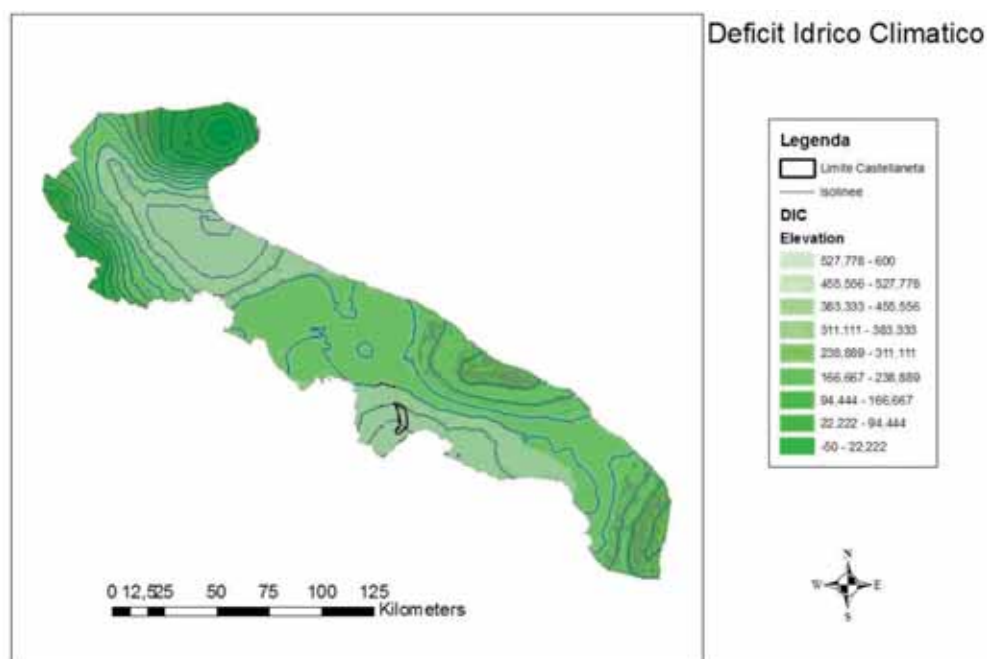 Deficit Idrico Climatico
Legenda
Limite Castellaneta
Isolinee
DIC
Elevation
527,778 - 600
455,556 - 527,778
383,333 - 455,556
311,111 - 383,333
238,889 - 311,111
166,667 - 238,889
94,444 - 166,667
22,222 - 94,444
-50 - 22,222
0 12,525 50 75 100 125
Kilometers
N
W E
S